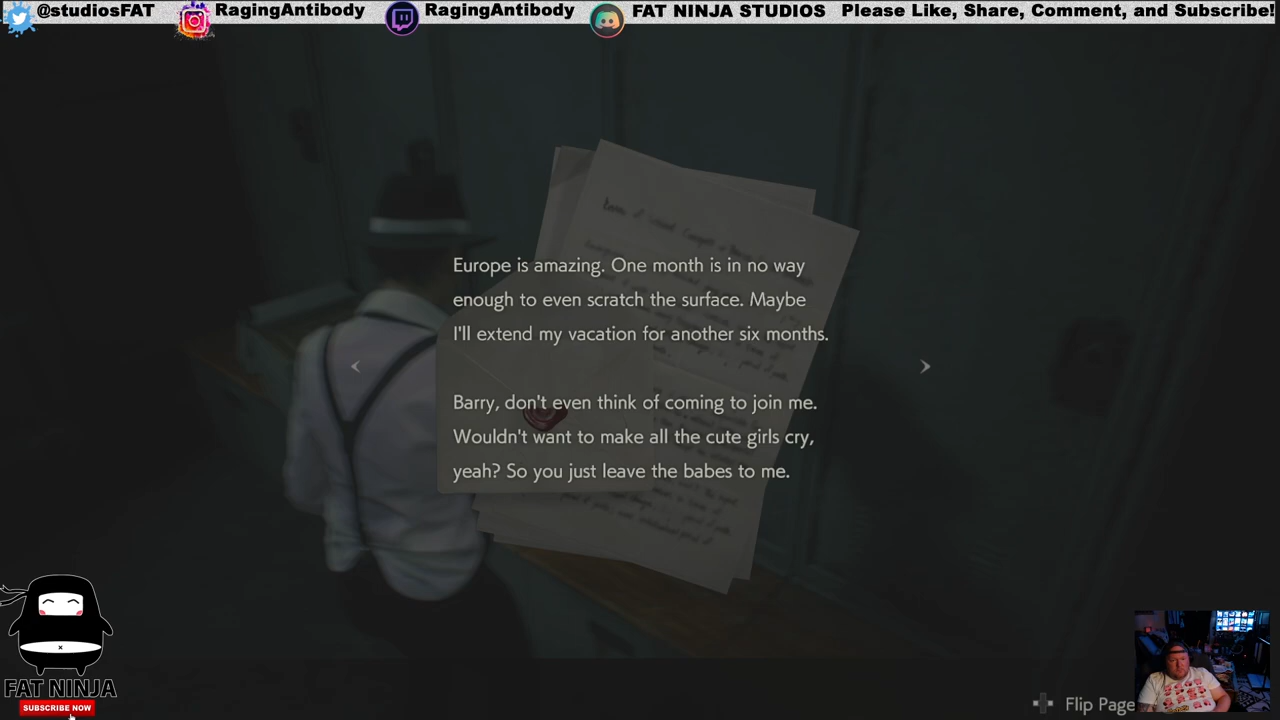 @studiosFAT
RagingAntibody
RagingAntibody
FAT NINJA STUDIOS
Please Like, Share, Comment, and Subscribe!
Europe is amazing. One month is in no way
enough to even scratch the surface. Maybe
I'll extend my vacation for another six months.
Barry, don't even think of coming to join me.
Wouldn't want to make all the cute girls cry,
yeah? So you just leave the babes to me.
FAT NINJA
SUBSCRIBE NOW
Flip Page